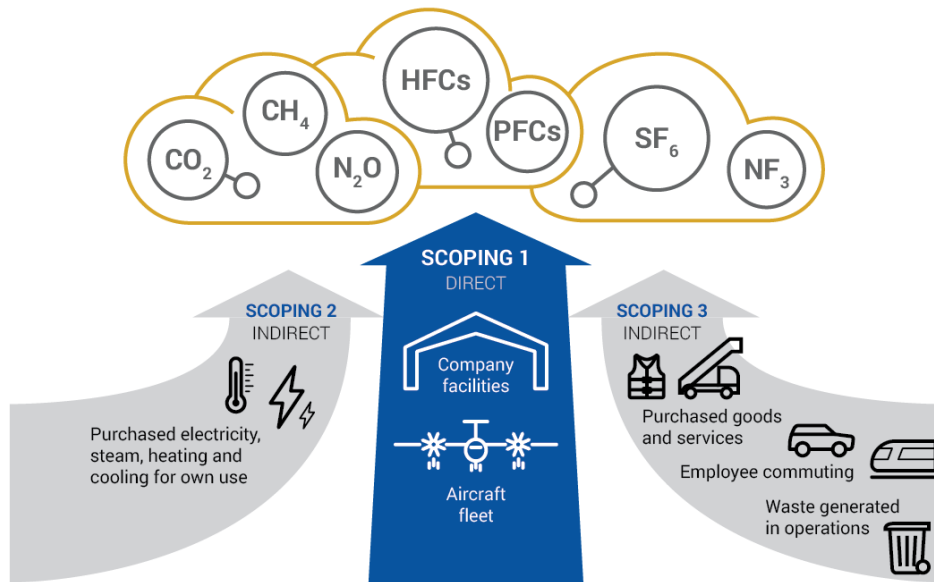 CO₂
CH₄
N₂O
HFCs
PFCs
SF₆
NF₃
SCOPING 1
DIRECT
Company
facilities
Aircraft
fleet
SCOPING 2
INDIRECT
Purchased electricity,
steam, heating and
cooling for own use
SCOPING 3
INDIRECT
Purchased goods
and services
Employee commuting
Waste generated
in operations